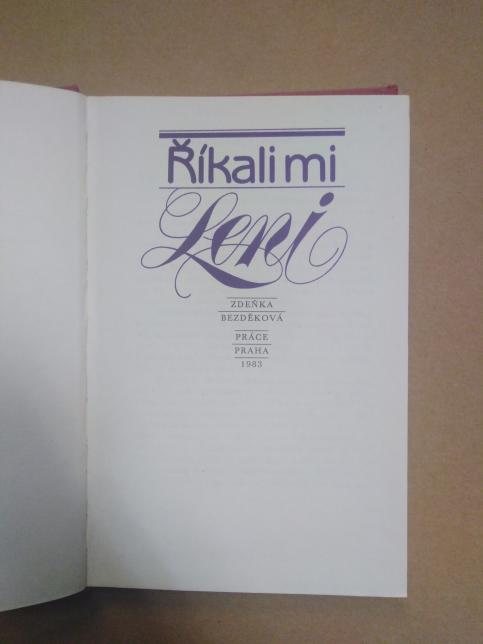 Říkali mi
Leni
ZDEŇKA
BEZDĚKOVÁ
PRÁCE
PRAHA
1983